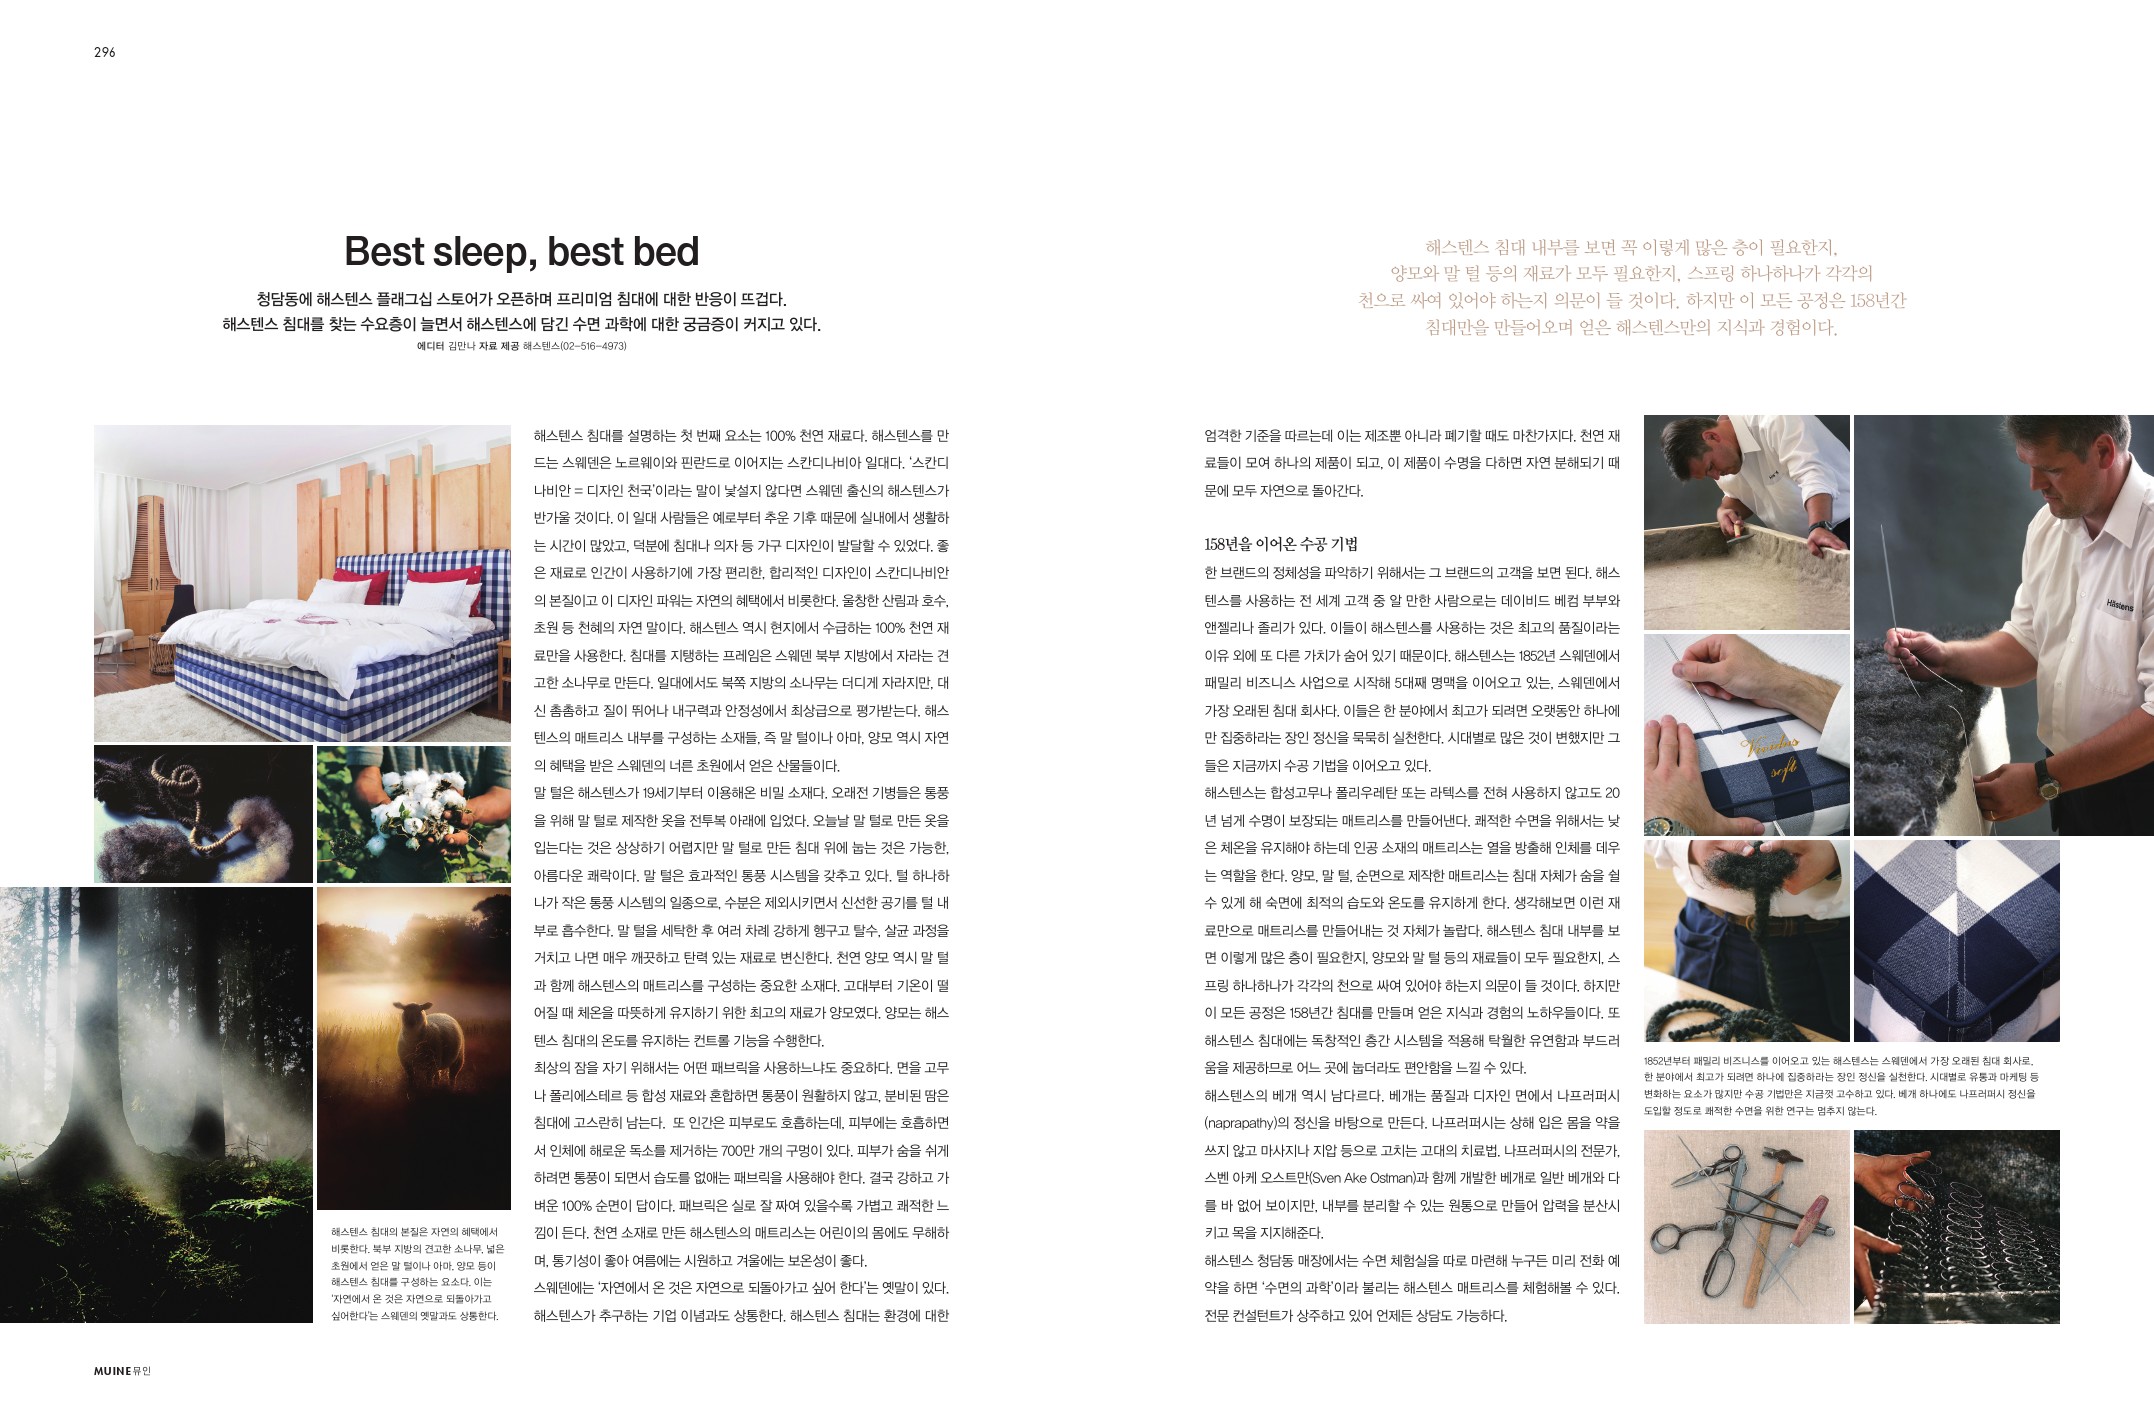 296
Best sleep, best bed
청담동에 해스텐스 플래그십 스토어가 오픈하며 프리미엄 침대에 대한 반응이 뜨겁다.
해스텐스 침대를 찾는 수요층이 늘면서 해스텐스에 담긴 수면 과학에 대한 궁금증이 커지고 있다.
에디터 김만나 자료 제공 해스텐스(02-516-4973)
해스텐스 침대를 설명하는 첫 번째 요소는 100% 천연 재료다. 해스텐스를 만
드는 스웨덴은 노르웨이와 핀란드로 이어지는 스칸디나비아 일대다. ‘스칸디
나비안 = 디자인 천국’이라는 말이 낯설지 않다면 스웨덴 출신의 해스텐스가
반가울 것이다. 이 일대 사람들은 예로부터 추운 기후 때문에 실내에서 생활하
는 시간이 많았고, 덕분에 침대나 의자 등 가구 디자인이 발달할 수 있었다. 좋
은 재료로 인간이 사용하기에 가장 편리한, 합리적인 디자인이 스칸디나비안
의 본질이고 이 디자인 파워는 자연의 혜택에서 비롯한다. 울창한 산림과 호수,
초원 등 천혜의 자연 말이다. 해스텐스 역시 현지에서 수급하는 100% 천연 재
료만을 사용한다. 침대를 지탱하는 프레임은 스웨덴 북부 지방에서 자라는 견
고한 소나무로 만든다. 일대에서도 북쪽 지방의 소나무는 더디게 자라지만, 대
신 촘촘하고 질이 뛰어나 내구력과 안정성에서 최상급으로 평가받는다. 해스
텐스의 매트리스 내부를 구성하는 소재들, 즉 말 털이나 아마, 양모 역시 자연
의 혜택을 받은 스웨덴의 너른 초원에서 얻은 산물들이다.
말 털은 해스텐스가 19세기부터 이용해온 비밀 소재다. 오래전 기병들은 통풍
을 위해 말 털로 제작한 옷을 전투복 아래에 입었다. 오늘날 말 털로 만든 옷을
입는다는 것은 상상하기 어렵지만 말 털로 만든 침대 위에 눕는 것은 가능한,
아름다운 쾌락이다. 말 털은 효과적인 통풍 시스템을 갖추고 있다. 털 하나하
나가 작은 통풍 시스템의 일종으로, 수분은 제외시키면서 신선한 공기를 털 내
부로 흡수한다. 말 털을 세탁한 후 여러 차례 강하게 헹구고 탈수, 살균 과정을
거치고 나면 매우 깨끗하고 탄력 있는 재료로 변신한다. 천연 양모 역시 말 털
과 함께 해스텐스의 매트리스를 구성하는 중요한 소재다. 고대부터 기온이 떨
어질 때 체온을 따뜻하게 유지하기 위한 최고의 재료가 양모였다. 양모는 해스
텐스 침대의 온도를 유지하는 컨트롤 기능을 수행한다.
최상의 잠을 자기 위해서는 어떤 패브릭을 사용하느냐도 중요하다. 면을 고무
나 폴리에스테르 등 합성 재료와 혼합하면 통풍이 원활하지 않고, 분비된 땀은
침대에 고스란히 남는다. 또 인간은 피부로도 호흡하는데, 피부에는 호흡하면
서 인체에 해로운 독소를 제거하는 700만 개의 구멍이 있다. 피부가 숨을 쉬게
하려면 통풍이 되면서 습도를 없애는 패브릭을 사용해야 한다. 결국 강하고 가
벼운 100% 순면이 답이다. 패브릭은 실로 잘 짜여 있을수록 가볍고 쾌적한 느
낌이 든다. 천연 소재로 만든 해스텐스의 매트리스는 어린이의 몸에도 무해하
며, 통기성이 좋아 여름에는 시원하고 겨울에는 보온성이 좋다.
스웨덴에는 ‘자연에서 온 것은 자연으로 되돌아가고 싶어 한다’는 옛말이 있다.
해스텐스가 추구하는 기업 이념과도 상통한다. 해스텐스 침대는 환경에 대한
해스텐스 침대의 본질은 자연의 혜택에서
비롯한다. 북부 지방의 견고한 소나무, 넓은
초원에서 얻은 말 털이나 아마, 양모 등이
해스텐스 침대를 구성하는 요소다. 이는
‘자연에서 온 것은 자연으로 되돌아가고
싶어한다’는 스웨덴의 옛말과도 상통한다.
MUINE뮤인
해스텐스 침대 내부를 보면 꼭 이렇게 많은 층이 필요한지,
양모와 말 털 등의 재료가 모두 필요한지, 스프링 하나하나가 각각의
천으로 싸여 있어야 하는지 의문이 들 것이다. 하지만 이 모든 공정은 158년간
침대만을 만들어오며 얻은 해스텐스만의 지식과 경험이다.
엄격한 기준을 따르는데 이는 제조뿐 아니라 폐기할 때도 마찬가지다. 천연 재
료들이 모여 하나의 제품이 되고, 이 제품이 수명을 다하면 자연 분해되기 때
문에 모두 자연으로 돌아간다.
158년을 이어온 수공 기법
한 브랜드의 정체성을 파악하기 위해서는 그 브랜드의 고객을 보면 된다. 해스
텐스를 사용하는 전 세계 고객 중 알 만한 사람으로는 데이비드 베컴 부부와
앤젤리나 졸리가 있다. 이들이 해스텐스를 사용하는 것은 최고의 품질이라는
이유 외에 또 다른 가치가 숨어 있기 때문이다. 해스텐스는 1852년 스웨덴에서
패밀리 비즈니스 사업으로 시작해 5대째 명맥을 이어오고 있는, 스웨덴에서
가장 오래된 침대 회사다. 이들은 한 분야에서 최고가 되려면 오랫동안 하나에
만 집중하라는 장인 정신을 묵묵히 실천한다. 시대별로 많은 것이 변했지만 그
들은 지금까지 수공 기법을 이어오고 있다.
해스텐스는 합성고무나 폴리우레탄 또는 라텍스를 전혀 사용하지 않고도 20
년 넘게 수명이 보장되는 매트리스를 만들어낸다. 쾌적한 수면을 위해서는 낮
은 체온을 유지해야 하는데 인공 소재의 매트리스는 열을 방출해 인체를 데우
는 역할을 한다. 양모, 말 털, 순면으로 제작한 매트리스는 침대 자체가 숨을 쉴
수 있게 해 숙면에 최적의 습도와 온도를 유지하게 한다. 생각해보면 이런 재
료만으로 매트리스를 만들어내는 것 자체가 놀랍다. 해스텐스 침대 내부를 보
면 이렇게 많은 층이 필요한지, 양모와 말 털 등의 재료들이 모두 필요한지, 스
프링 하나하나가 각각의 천으로 싸여 있어야 하는지 의문이 들 것이다. 하지만
이 모든 공정은 158년간 침대를 만들며 얻은 지식과 경험의 노하우들이다. 또
해스텐스 침대에는 독창적인 층간 시스템을 적용해 탁월한 유연함과 부드러
움을 제공하므로 어느 곳에 눕더라도 편안함을 느낄 수 있다.
해스텐스의 베개 역시 남다르다. 베개는 품질과 디자인 면에서 나프러퍼시
(naprapathy)의 정신을 바탕으로 만든다. 나프러퍼시는 상해 입은 몸을 약을
쓰지 않고 마사지나 지압 등으로 고치는 고대의 치료법. 나프러퍼시의 전문가,
스벤 아케 오스트만(Sven Ake Ostman)과 함께 개발한 베개로 일반 베개와 다
를 바 없어 보이지만, 내부를 분리할 수 있는 원통으로 만들어 압력을 분산시
키고 목을 지지해준다.
해스텐스 청담동 매장에서는 수면 체험실을 따로 마련해 누구든 미리 전화 예
약을 하면 ‘수면의 과학’이라 불리는 해스텐스 매트리스를 체험해볼 수 있다.
전문 컨설턴트가 상주하고 있어 언제든 상담도 가능하다.
Hästens
soft
1852년부터 패밀리 비즈니스를 이어오고 있는 해스텐스는 스웨덴에서 가장 오래된 침대 회사로,
한 분야에서 최고가 되려면 하나에 집중하라는 장인 정신을 실천한다. 시대별로 유통과 마케팅 등
변화하는 요소가 많지만 수공 기법만은 지금껏 고수하고 있다. 베개 하나에도 나프러퍼시 정신을
도입할 정도로 쾌적한 수면을 위한 연구는 멈추지 않는다.